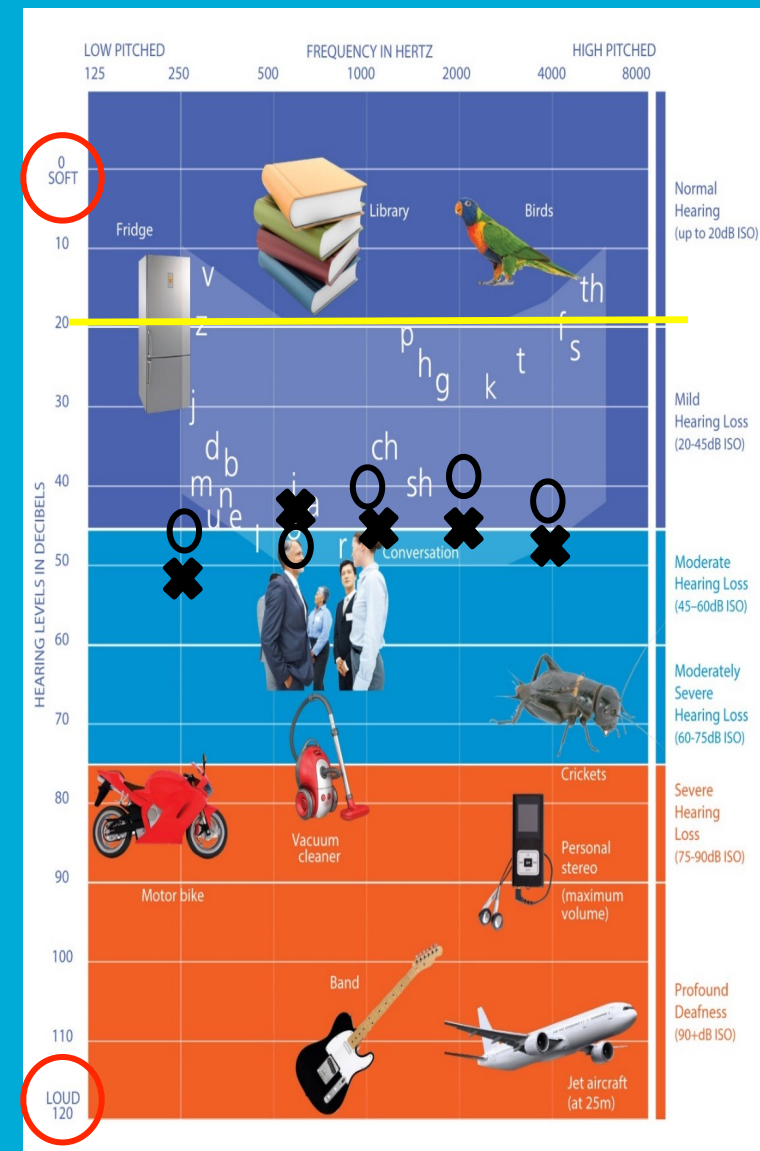 LOW PITCHED FREQUENCY IN HERTZ HIGH PITCHED
125 250 500 1000 2000 4000 8000
0
SOFT
Normal
Hearing
(up to 20dB ISO)
Library
Birds
Fridge
10
v
th
20
z
f
p
s
h
t
g
k
30
j
Mild
Hearing Loss
(20-45dB ISO)
d
b
ch
40
m
n
i
sh
a
u
e
l
r
Conversation
50
Moderate
Hearing Loss
(45–60dB ISO)
60
Moderately
Severe
Hearing Loss
(60-75dB ISO)
70
Crickets
80
Severe
Hearing
Loss
(75-90dB ISO)
Vacuum
cleaner
Personal
stereo
(maximum
volume)
90
Motor bike
100
Band
Profound
Deafness
(90+dB ISO)
110
Jet aircraft
(at 25m)
LOUD
120
HEARING LEVELS IN DECIBELS